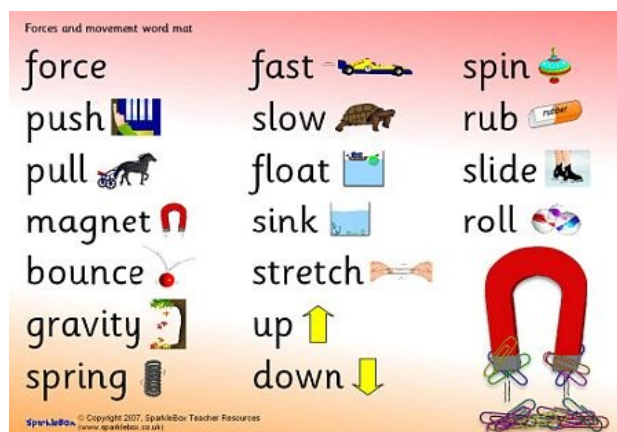 Forces and movement word mat
force
push
pull
magnet
bounce
gravity
spring
fast
slow
float
sink
stretch
up
down
spin
rub
rubber
slide
roll
SparkleBox © Copyright 2007, SparkleBox Teacher Resources
(www.sparklebox.co.uk)